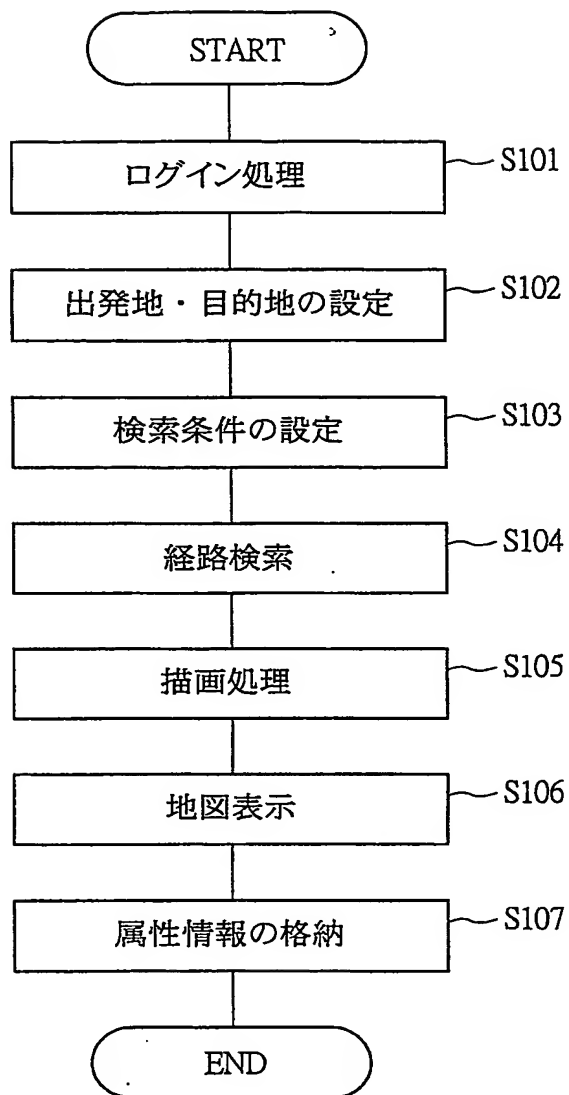 START
ログイン処理 S101
出発地・目的地の設定 S102
検索条件の設定 S103
経路検索 S104
描画処理 S105
地図表示 S106
属性情報の格納 S107
END